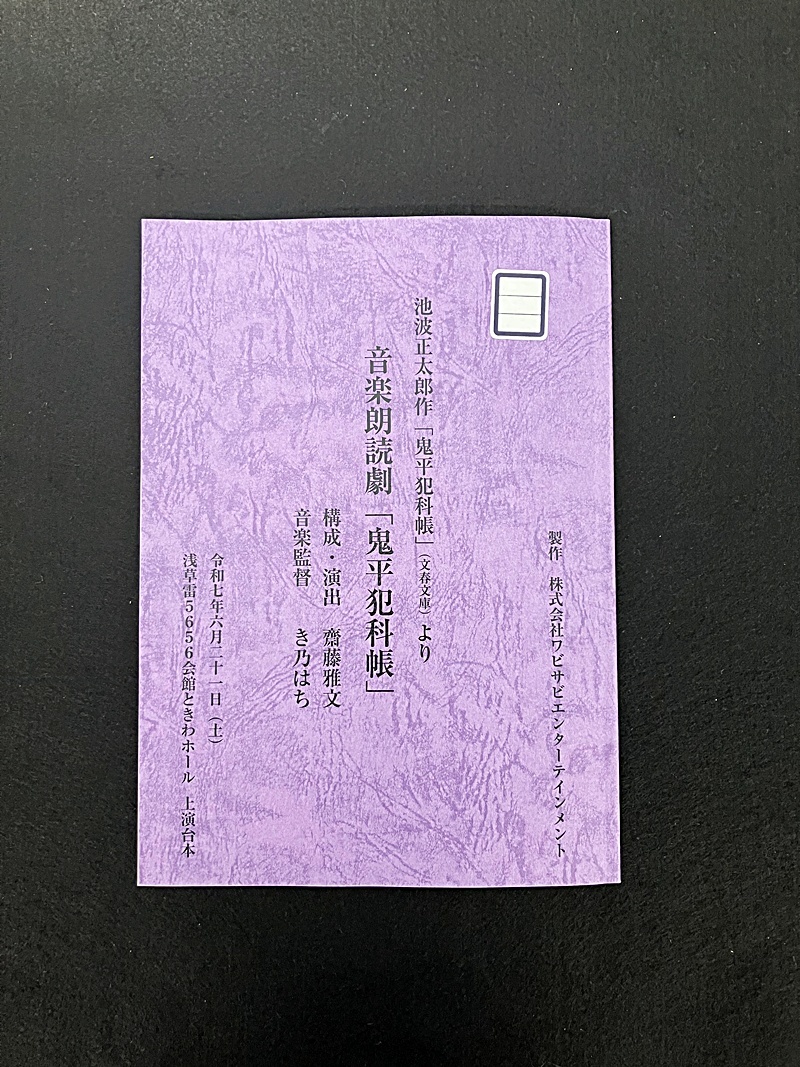 製作　株式会社ワビサビエンターテインメント
池波正太郎作「鬼平犯科帳」（文春文庫）より
音楽朗読劇「鬼平犯科帳」
構成・演出　齋藤雅文
音楽監督　き乃はち
令和七年六月二十一日（土）
浅草雷5656会館ときわホール　上演台本